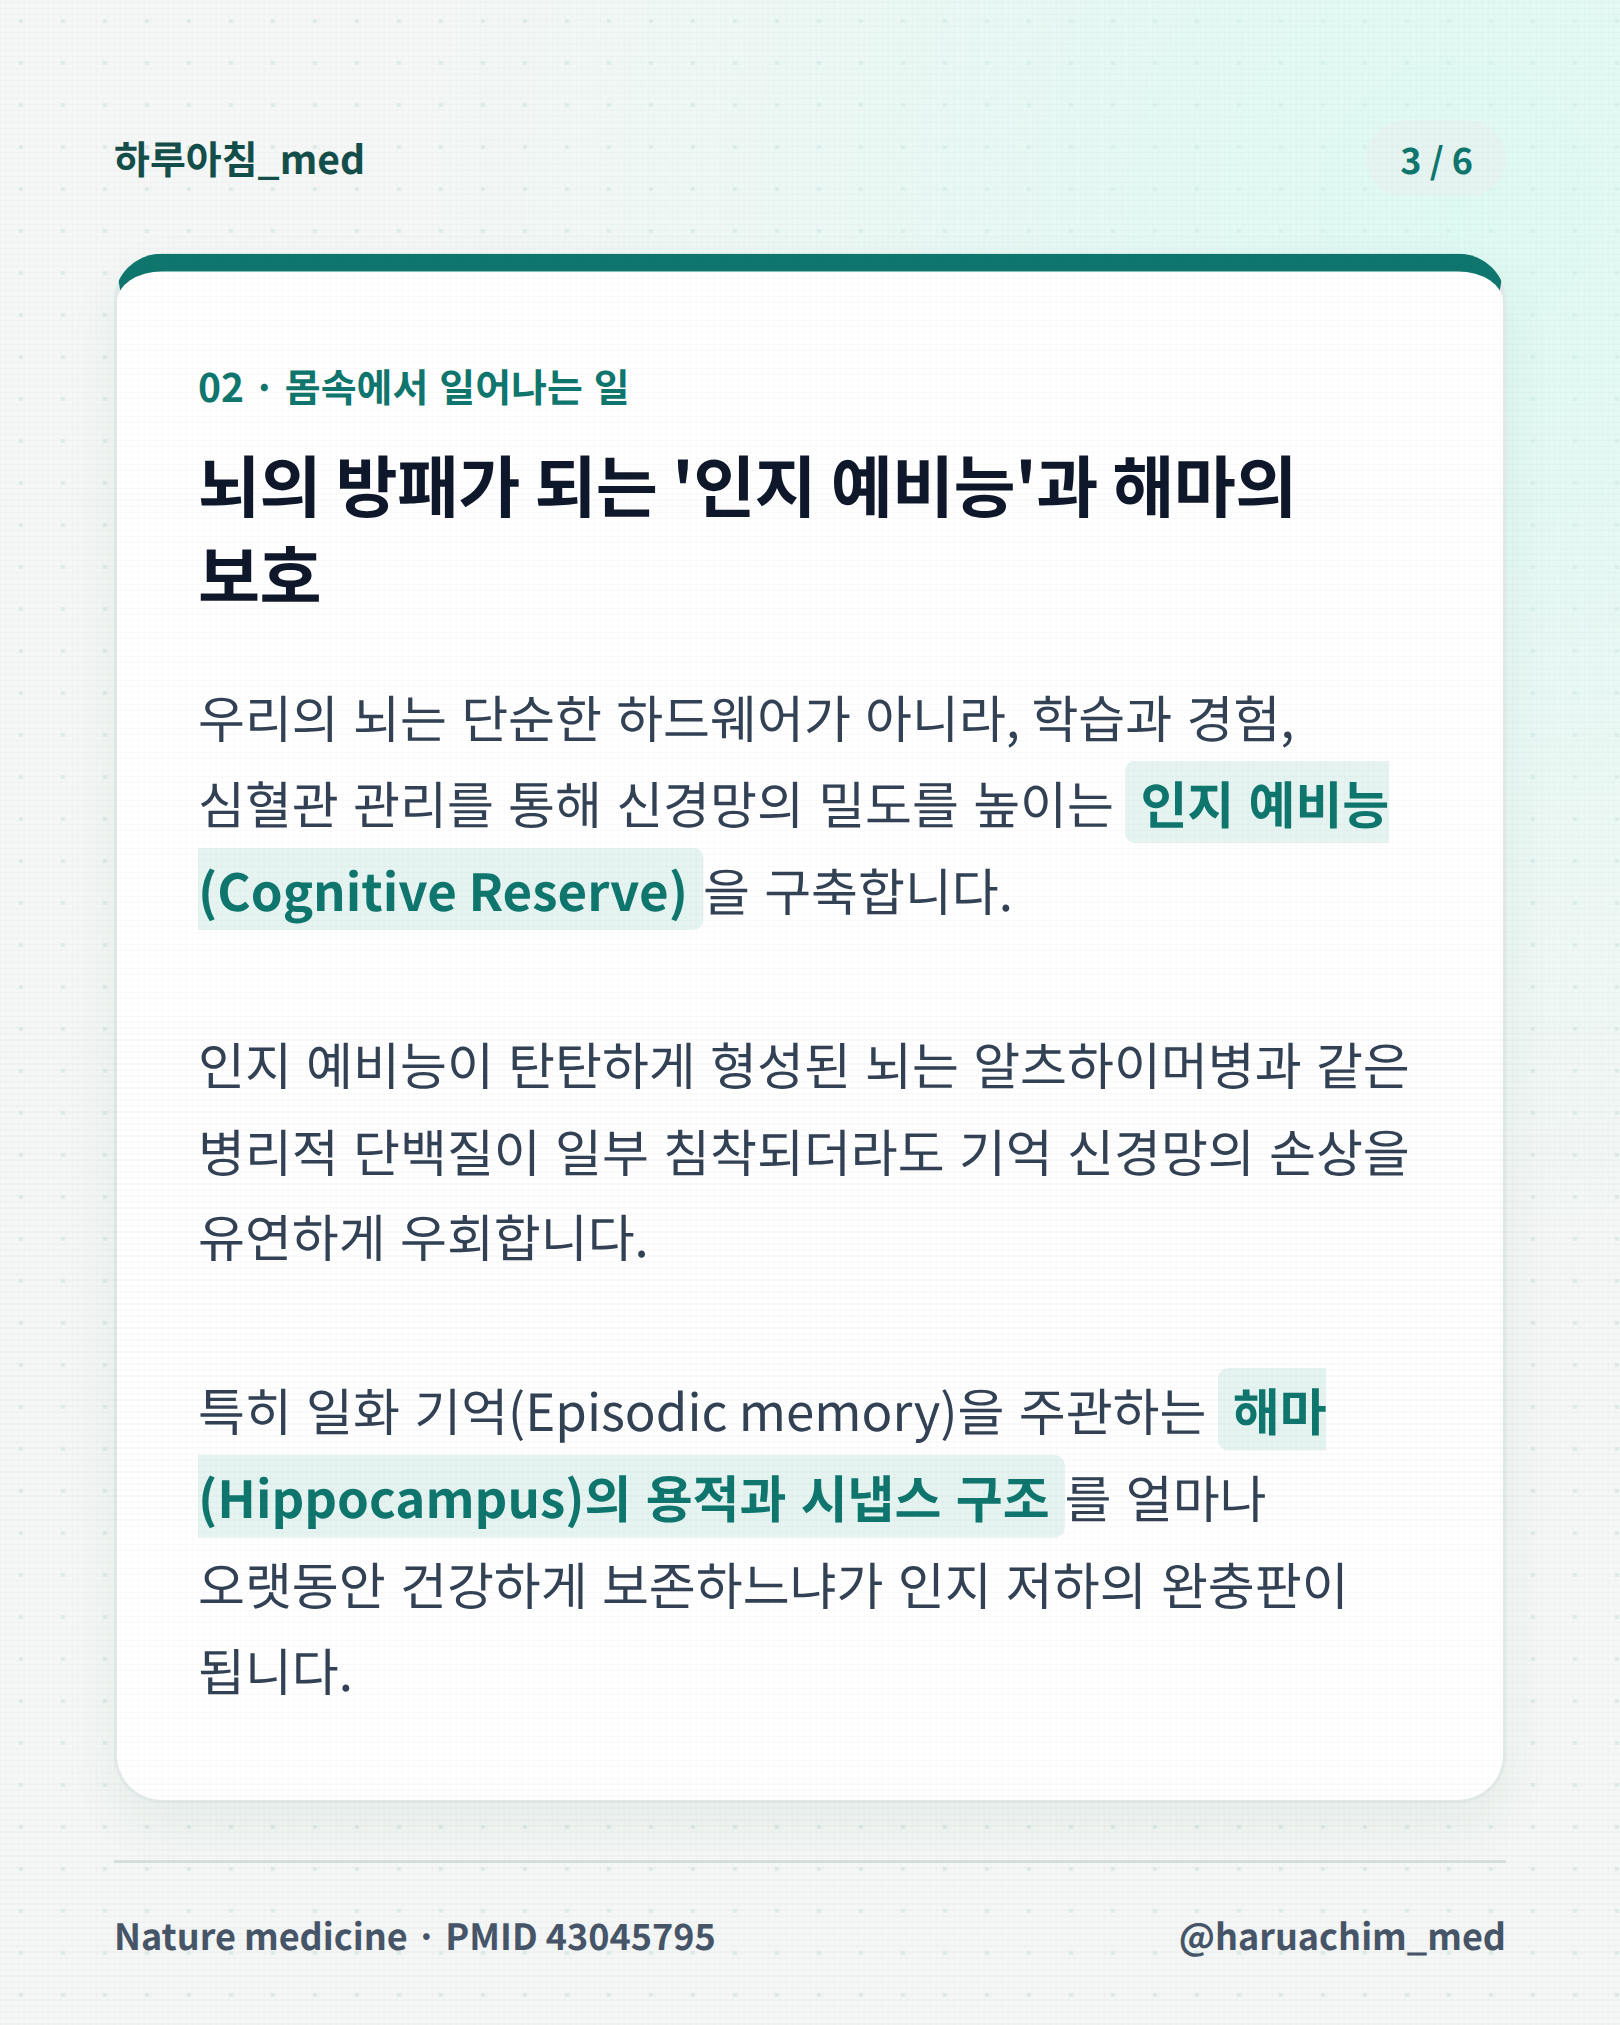 하루아침_med
3 / 6
02 · 몸속에서 일어나는 일
뇌의 방패가 되는 '인지 예비능'과 해마의
보호
우리의 뇌는 단순한 하드웨어가 아니라, 학습과 경험,
심혈관 관리를 통해 신경망의 밀도를 높이는 인지 예비능
(Cognitive Reserve)을 구축합니다.
인지 예비능이 탄탄하게 형성된 뇌는 알츠하이머병과 같은
병리적 단백질이 일부 침착되더라도 기억 신경망의 손상을
유연하게 우회합니다.
특히 일화 기억(Episodic memory)을 주관하는 해마
(Hippocampus)의 용적과 시냅스 구조를 얼마나
오랫동안 건강하게 보존하느냐가 인지 저하의 완충판이
됩니다.
Nature medicine · PMID 43045795
@haruachim_med